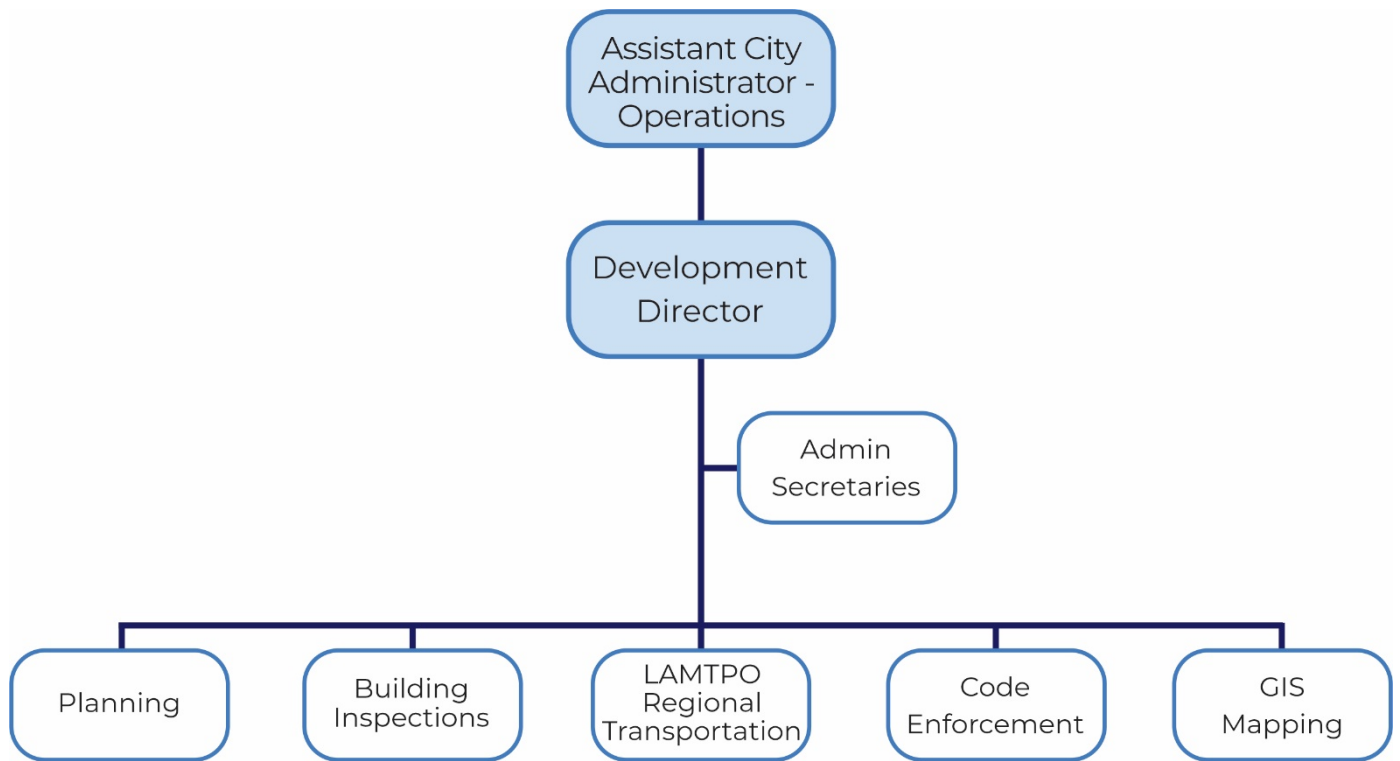 Assistant City
Administrator -
Operations
Development
Director
Admin
Secretaries
Planning
Building
Inspections
LAMTPO
Regional
Transportation
Code
Enforcement
GIS
Mapping